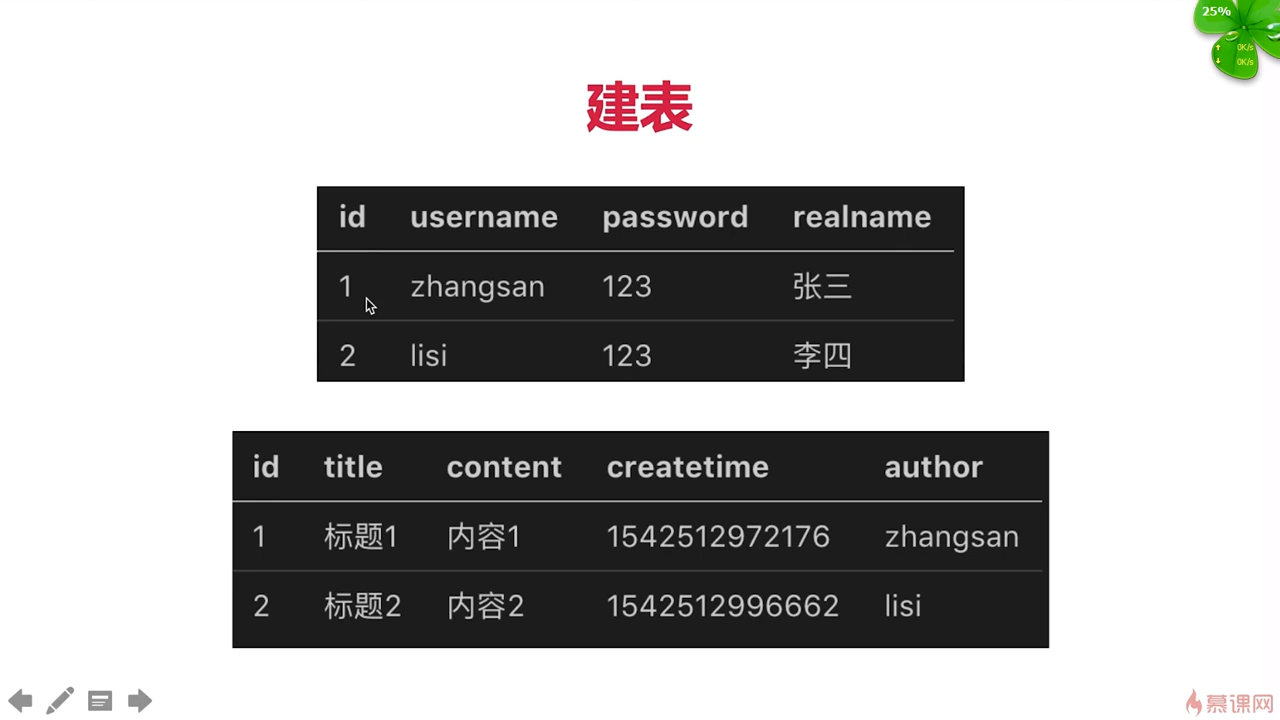 25%
0K/s
0K/s
建表
id username password realname
1 zhangsan 123 张三
2 lisi 123 李四
id title content createtime author
1 标题1 内容1 1542512972176 zhangsan
2 标题2 内容2 1542512996662 lisi
慕课网